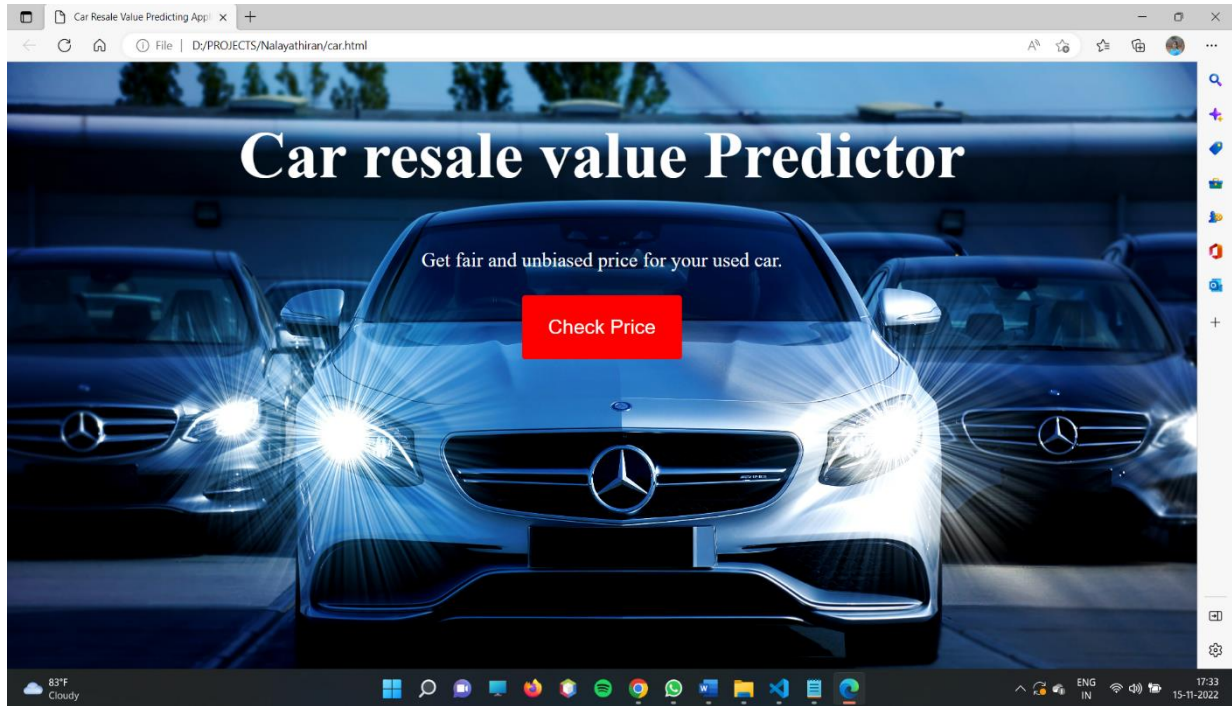 Car Resale Value Predicting Appl
File | D:/PROJECTS/Nalayathiran/car.html
Car resale value Predictor
Get fair and unbiased price for your used car.
Check Price
83°F
Cloudy
ENG
IN
17:33
15-11-2022